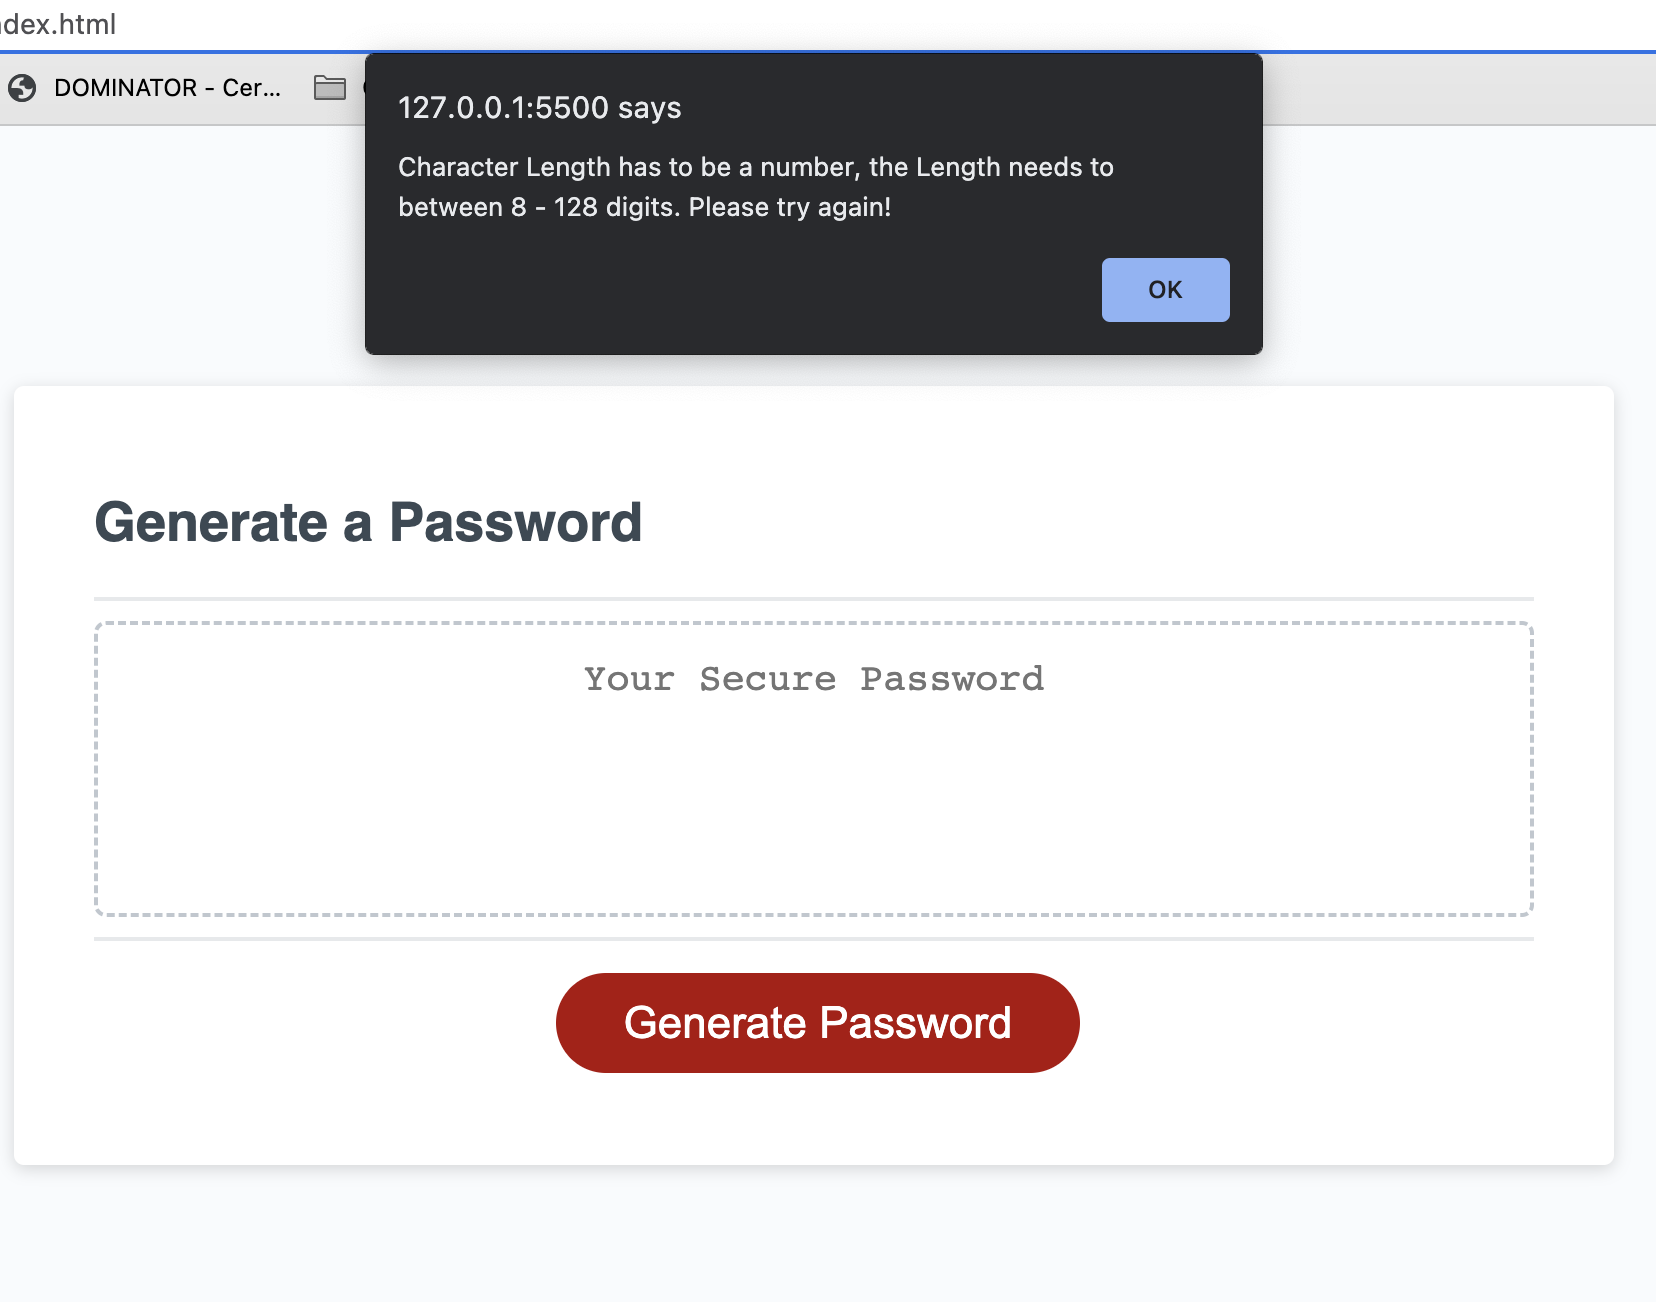 dex.html
DOMINATOR - Cer...
127.0.0.1:5500 says
Character Length has to be a number, the Length needs to
between 8 - 128 digits. Please try again!
OK
Generate a Password
Your Secure Password
Generate Password